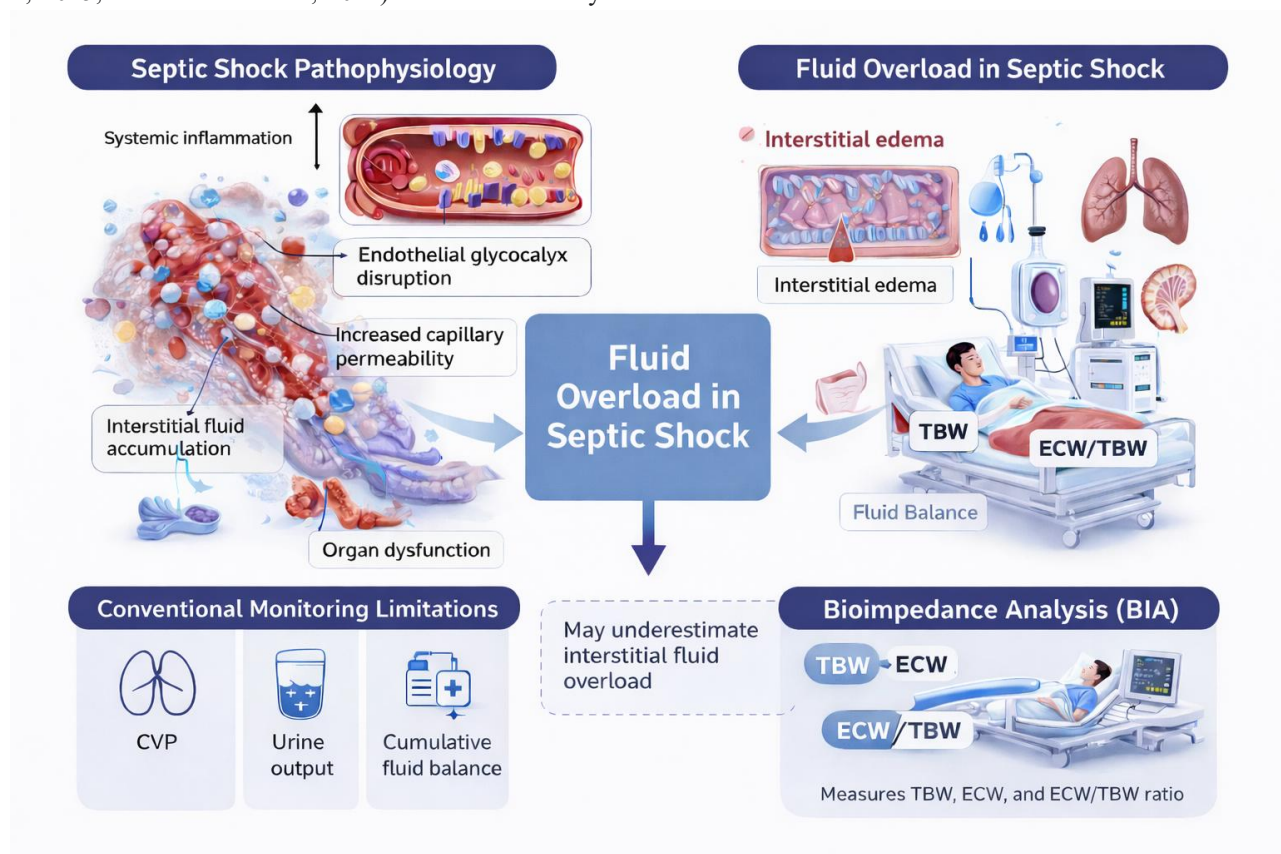 Septic Shock Pathophysiology
Fluid Overload in Septic Shock
Systemic inflammation
Endothelial glycocalyx
disruption
Increased capillary
permeability
Interstitial fluid
accumulation
Organ dysfunction
Interstitial edema
Interstitial edema
TBW
ECW/TBW
Fluid Balance
Fluid
Overload in
Septic Shock
Conventional Monitoring Limitations
CVP
Urine
output
Cumulative
fluid balance
May underestimate
interstitial fluid
overload
Bioimpedance Analysis (BIA)
TBW
ECW
ECW/TBW
Measures TBW, ECW, and ECW/TBW ratio